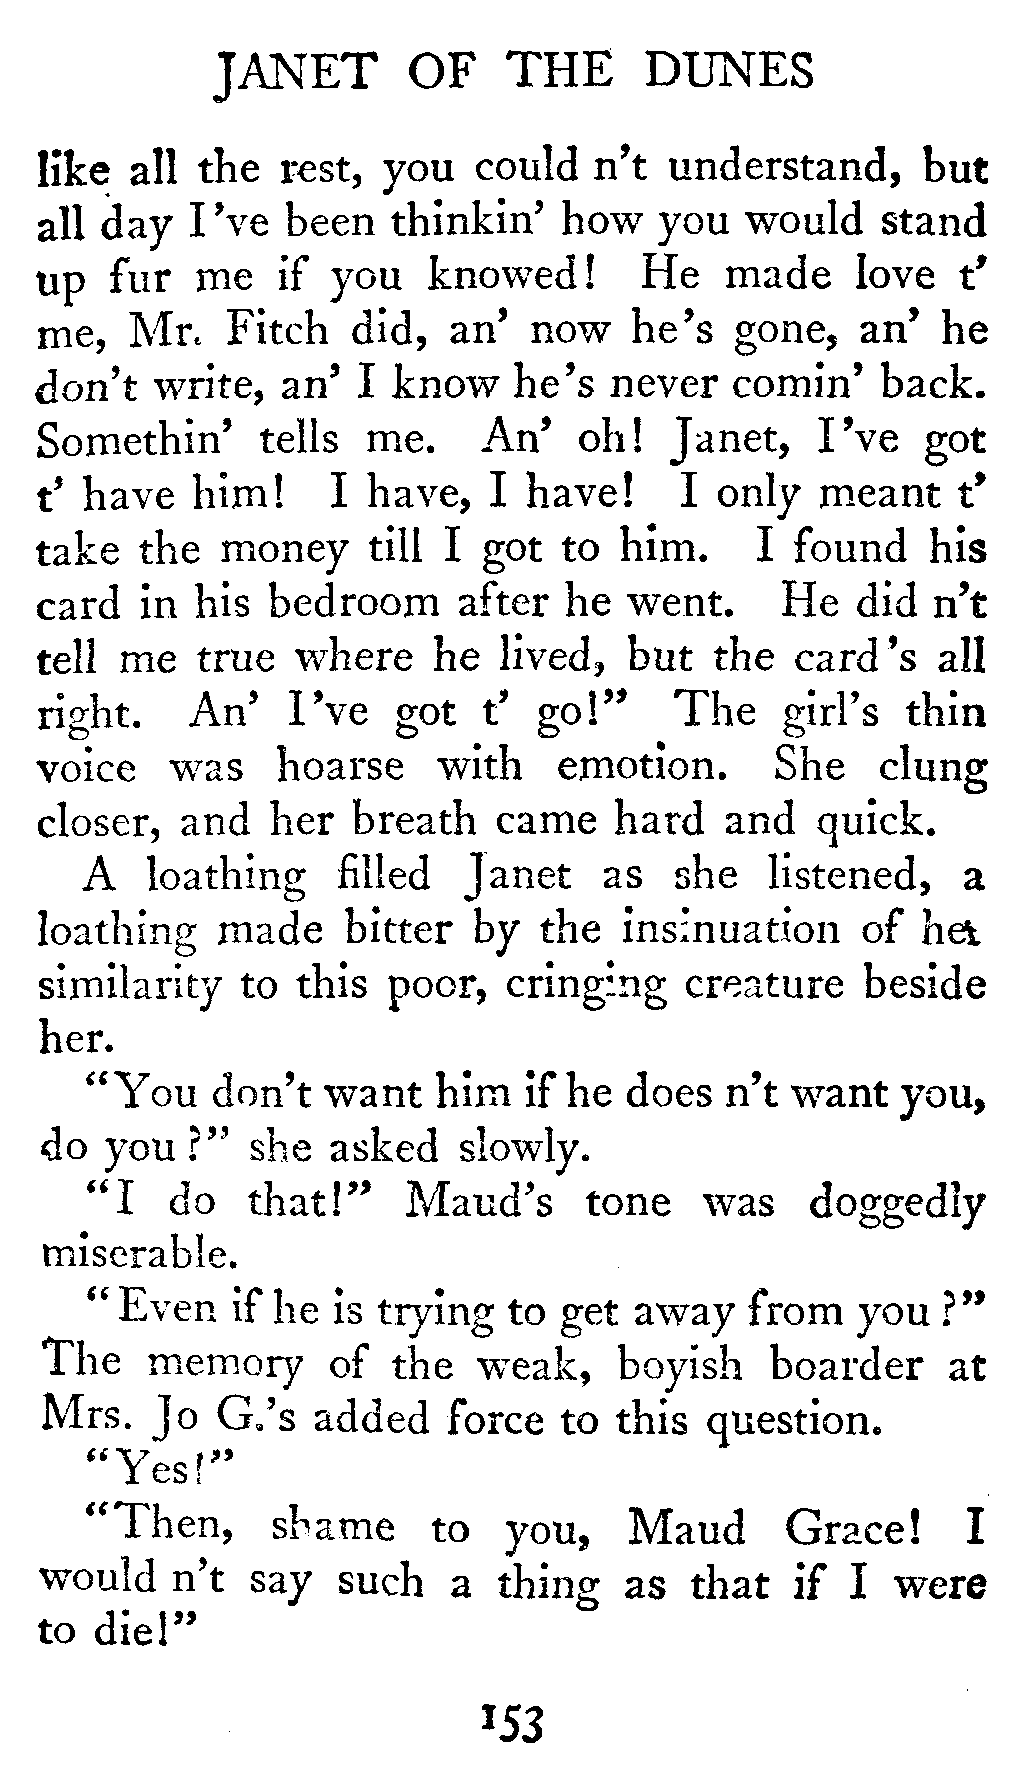 JANET OF THE DUNES
like all the rest, you could n't understand, but
all day I 've been thinkin' how you would stand
up fur me if you knowed! He made love t'
me, Mr. Fitch did, an' now he 's gone, an' he
don't write, an' I know he 's never comin' back.
Somethin' tells me. An' oh! Janet, I 've got
t' have him! I have, I have! I only meant t'
take the money till I got to him. I found his
card in his bedroom after he went. He did n't
tell me true where he lived, but the card 's all
right. An' I 've got t' go!" The girl's thin
voice was hoarse with emotion. She clung
closer, and her breath came hard and quick.
A loathing filled Janet as she listened, a
loathing made bitter by the insinuation of her
similarity to this poor, cringing creature beside
her.
"You don't want him if he does n't want you,
do you?" she asked slowly.
"I do that!" Maud's tone was doggedly
miserable.
"Even if he is trying to get away from you?"
The memory of the weak, boyish boarder at
Mrs. Jo G.'s added force to this question.
"Yes!"
"Then, shame to you, Maud Grace! I
would n't say such a thing as that if I were
to die!"
153